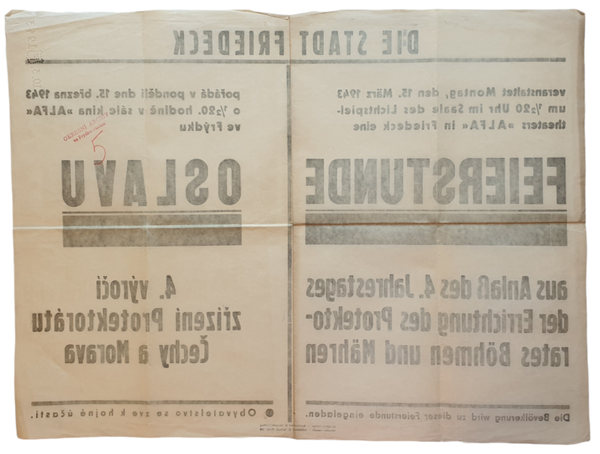 DIE STADT FRIEDECK
veranstaltet Montag, den 15. März 1943
um ½20 Uhr im Saale des Lichtspiel-
theaters »ALFA« in Friedeck eine
FEIERSTUNDE
aus Anlaß des 4. Jahrestages
der Errichtung des Protekto-
rates Böhmen und Mähren
Die Bevölkerung wird zu dieser Feierstunde eingeladen.
pořadá v pondělí dne 15. března 1943
o ½20. hodině v sále kina »ALFA«
ve Frýdku
OSLAVU
4. výročí
zřízení Protektorátu
Čechy a Morava
Obyvatelstvo se zve k hojné účasti.
5